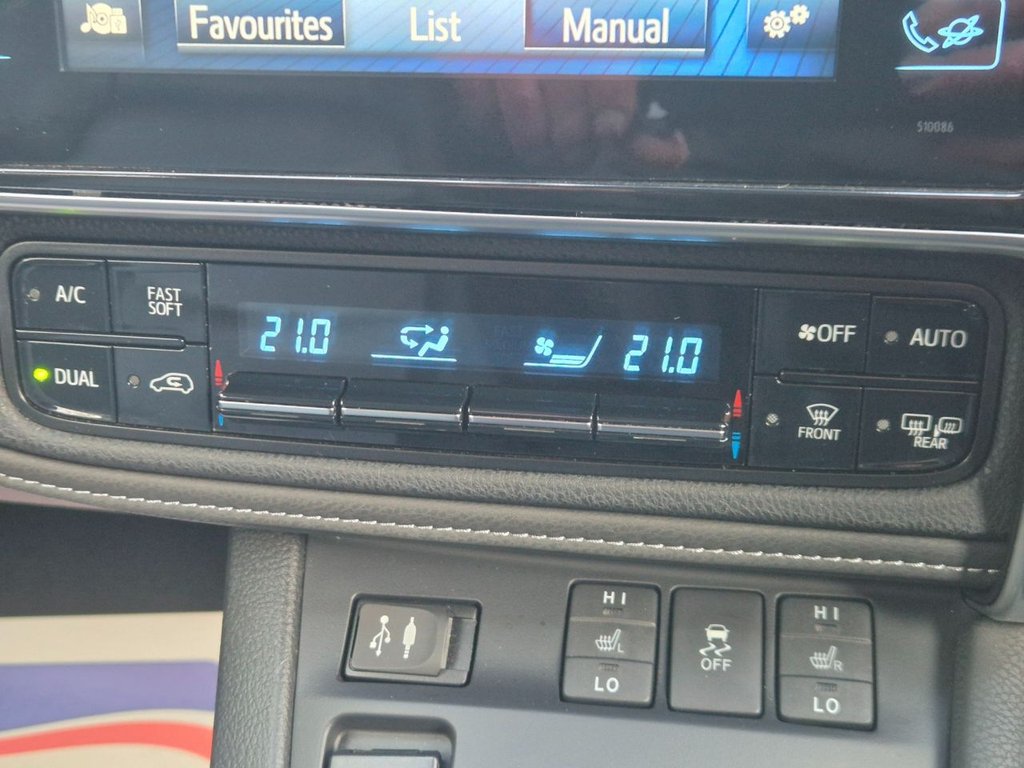 Favourites List Manual
510086
A/C FAST SOFT
21.0 21.0
OFF AUTO
DUAL
FRONT REAR
HI HI
L OFF R
LO LO